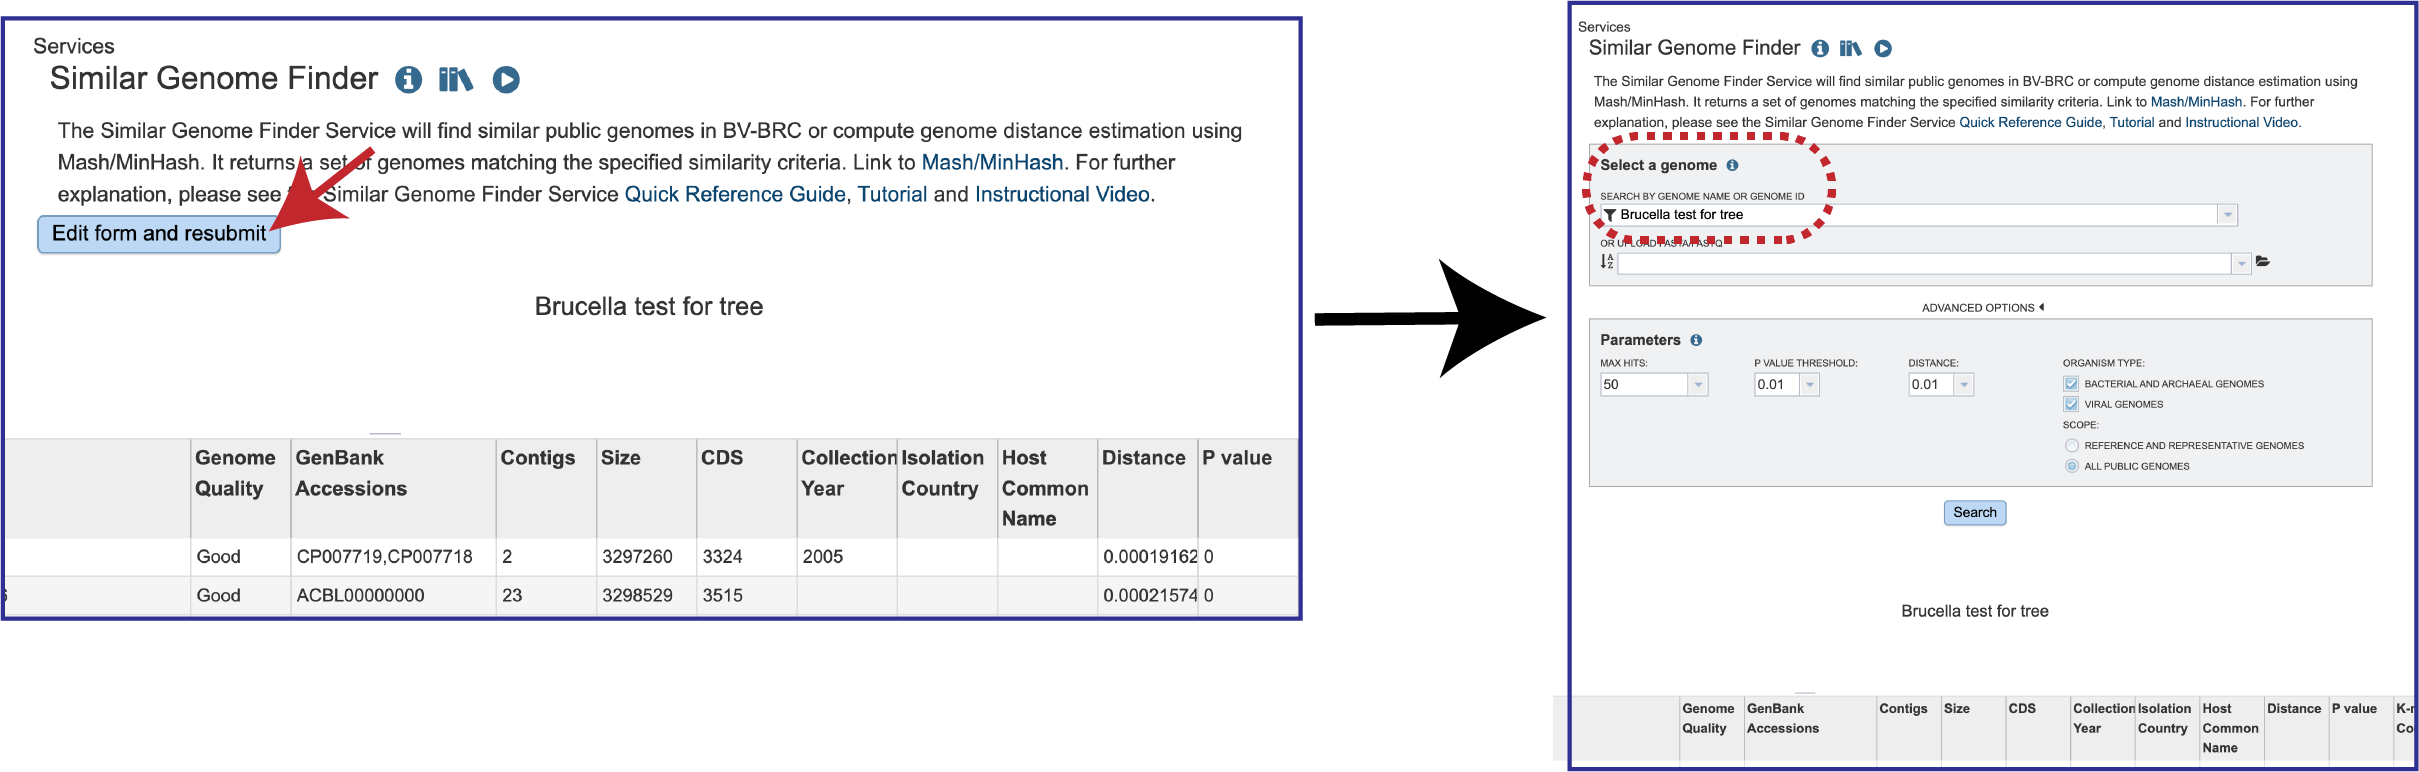 Services
Similar Genome Finder
The Similar Genome Finder Service will find similar public genomes in BV-BRC or compute genome distance estimation using
Mash/MinHash. It returns a set of genomes matching the specified similarity criteria. Link to Mash/MinHash. For further
explanation, please see Similar Genome Finder Service Quick Reference Guide, Tutorial and Instructional Video.
Edit form and resubmit
Brucella test for tree
Genome Quality GenBank Accessions Contigs Size CDS Collection Year Isolation Country Host Common Name Distance P value
Good CP007719,CP007718 2 3297260 3324 2005 0.00019162 0
Good ACBL00000000 23 3298529 3515 0.00021574 0
Services
Similar Genome Finder
The Similar Genome Finder Service will find similar public genomes in BV-BRC or compute genome distance estimation using
Mash/MinHash. It returns a set of genomes matching the specified similarity criteria. Link to Mash/MinHash. For further
explanation, please see the Similar Genome Finder Service Quick Reference Guide, Tutorial and Instructional Video.
Select a genome
SEARCH BY GENOME NAME OR GENOME ID
Brucella test for tree
OR UPLOAD FASTA/FASTQ
ADVANCED OPTIONS
Parameters
MAX HITS: P VALUE THRESHOLD: DISTANCE: ORGANISM TYPE:
50 0.01 0.01 BACTERIAL AND ARCHAEAL GENOMES
VIRAL GENOMES
SCOPE:
REFERENCE AND REPRESENTATIVE GENOMES
ALL PUBLIC GENOMES
Search
Brucella test for tree
Genome Quality GenBank Accessions Contigs Size CDS Collection Year Isolation Country Host Common Name Distance P value